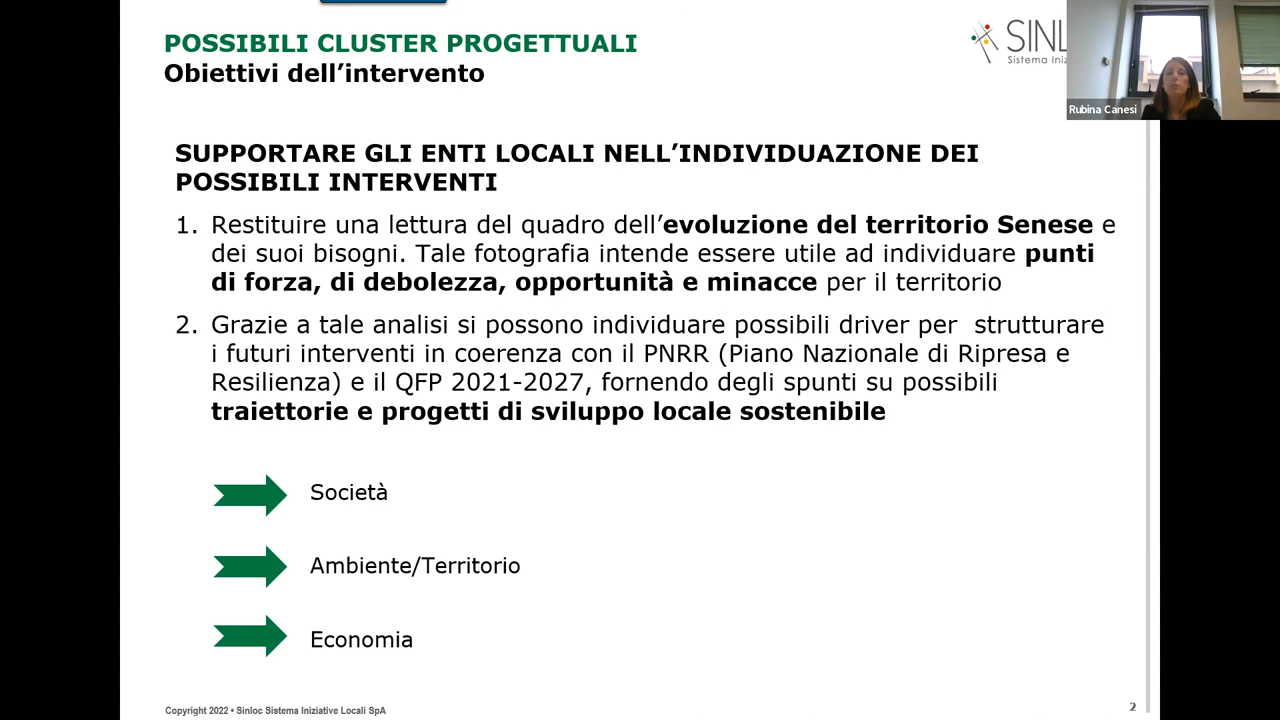 POSSIBILI CLUSTER PROGETTUALI
Obiettivi dell’intervento
SINL
Sistema Iniz
Rubina Canesi
SUPPORTARE GLI ENTI LOCALI NELL’INDIVIDUAZIONE DEI
POSSIBILI INTERVENTI
1. Restituire una lettura del quadro dell’evoluzione del territorio Senese e
dei suoi bisogni. Tale fotografia intende essere utile ad individuare punti
di forza, di debolezza, opportunità e minacce per il territorio
2. Grazie a tale analisi si possono individuare possibili driver per  strutturare
i futuri interventi in coerenza con il PNRR (Piano Nazionale di Ripresa e
Resilienza) e il QFP 2021-2027, fornendo degli spunti su possibili
traiettorie e progetti di sviluppo locale sostenibile
Società
Ambiente/Territorio
Economia
Copyright 2022 • Sinloc Sistema Iniziative Locali SpA
2